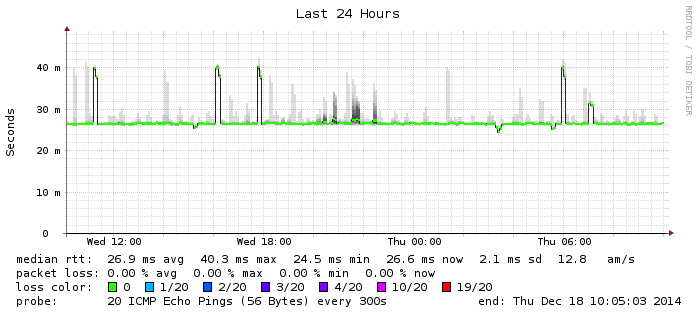 Last 24 Hours
RRDTOOL / TOBI OETIKER
Seconds
40 m
30 m
20 m
10 m
0
Wed 12:00 Wed 18:00 Thu 00:00 Thu 06:00
median rtt: 26.9 ms avg 40.3 ms max 24.5 ms min 26.6 ms now 2.1 ms sd 12.8 am/s
packet loss: 0.00 % avg 0.00 % max 0.00 % min 0.00 % now
loss color: 0 1/20 2/20 3/20 4/20 10/20 19/20
probe: 20 ICMP Echo Pings (56 Bytes) every 300s end: Thu Dec 18 10:05:03 2014